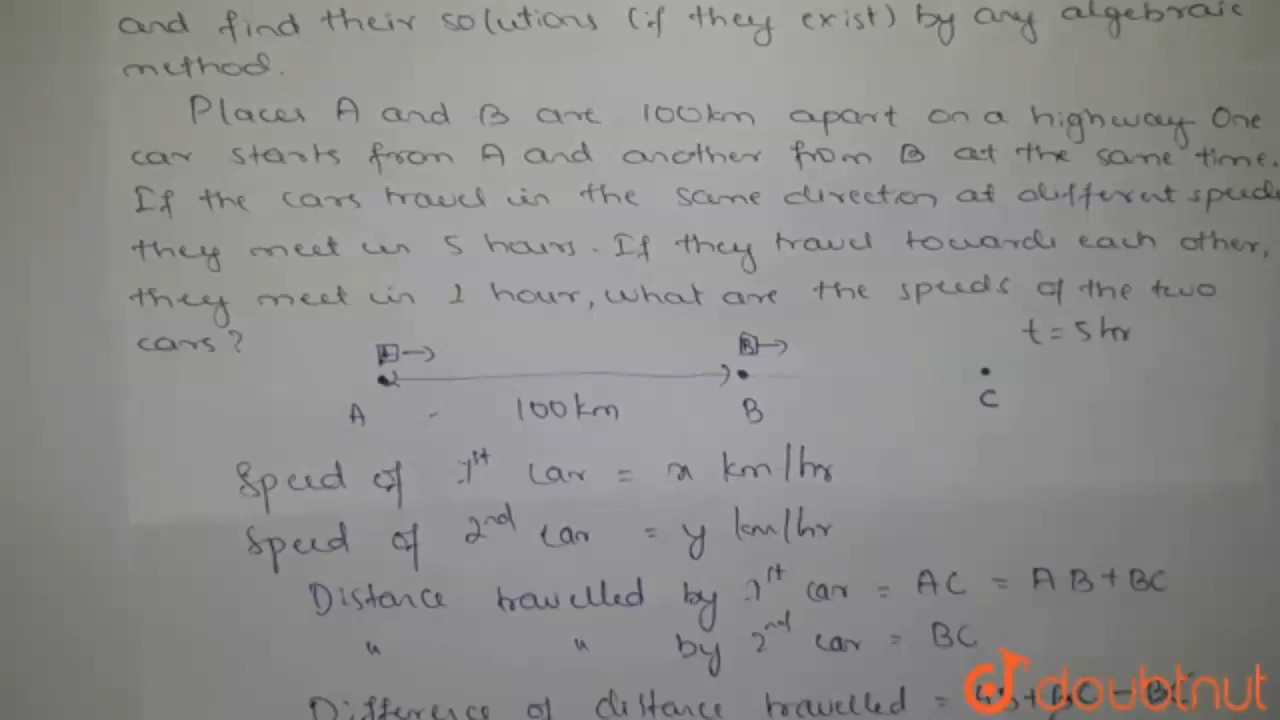 and find their solutions (if they exist) by any algebraic
method.
Places A and B are 100km apart on a highway One
car starts from A and another from B at the same time.
If the cars travel in the same direction at different speeds
they meet in 5 hours. If they travel towards each other,
they meet in 1 hour, what are the speeds of the two
cars?
t = 5hr
A B
A 100km B C
Speed of 1st car = x km/hr
Speed of 2nd car = y km/hr
Distance travelled by 1st car = AC = AB + BC
" " by 2nd car = BC
Difference of distance travelled = AB + BC - BC
doubtnut